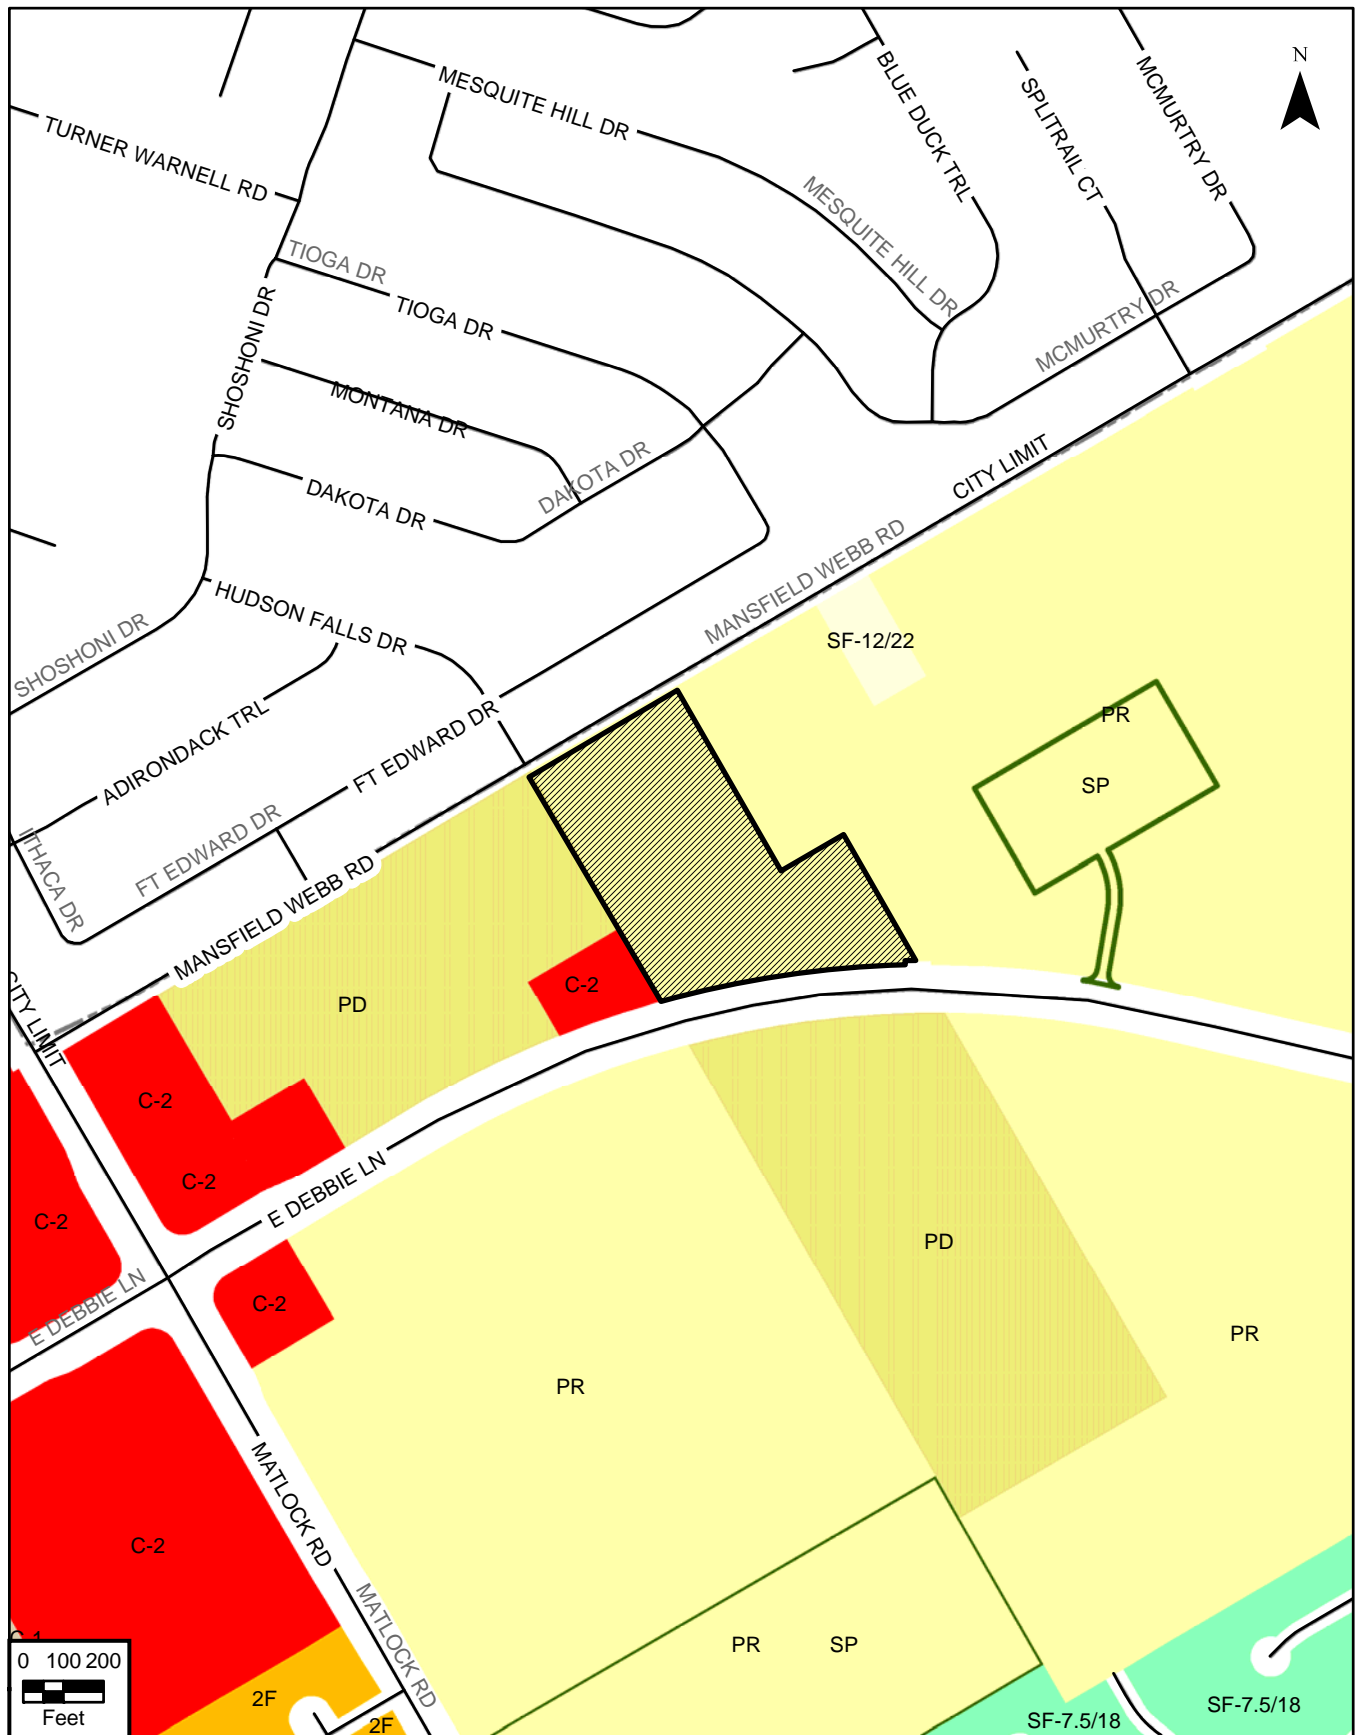 N
MESQUITE HILL DR
BLUE DUCK TRL
SPLITRAIL CT
MCMURTRY DR
TURNER WARNELL RD
MESQUITE HILL DR
TIOGA DR
TIOGA DR
MCMURTRY DR
SHOSHONI DR
MONTANA DR
DAKOTA DR
DAKOTA DR
CITY LIMIT
MANSFIELD WEBB RD
HUDSON FALLS DR
SHOSHONI DR
SF-12/22
ADIRONDACK TRL
FT EDWARD DR
PR
SP
ITHACA DR
FT EDWARD DR
MANSFIELD WEBB RD
C-2
PD
CITY LIMIT
C-2
C-2
C-2
E DEBBIE LN
PD
E DEBBIE LN
C-2
PR
PR
MATLOCK RD
C-2
MATLOCK RD
C-1
PR
SP
0 100 200
Feet
2F
2F
SF-7.5/18
SF-7.5/18